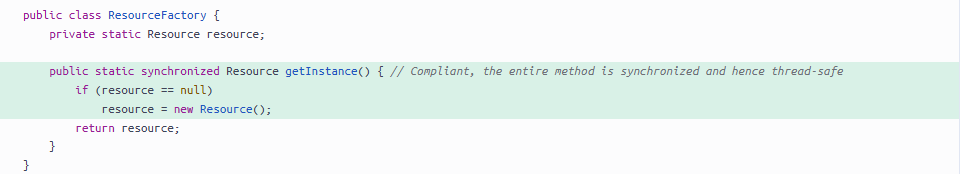 public class ResourceFactory {
    private static Resource resource;

    public static synchronized Resource getInstance() { // Compliant, the entire method is synchronized and hence thread-safe
        if (resource == null)
            resource = new Resource();
        return resource;
    }
}